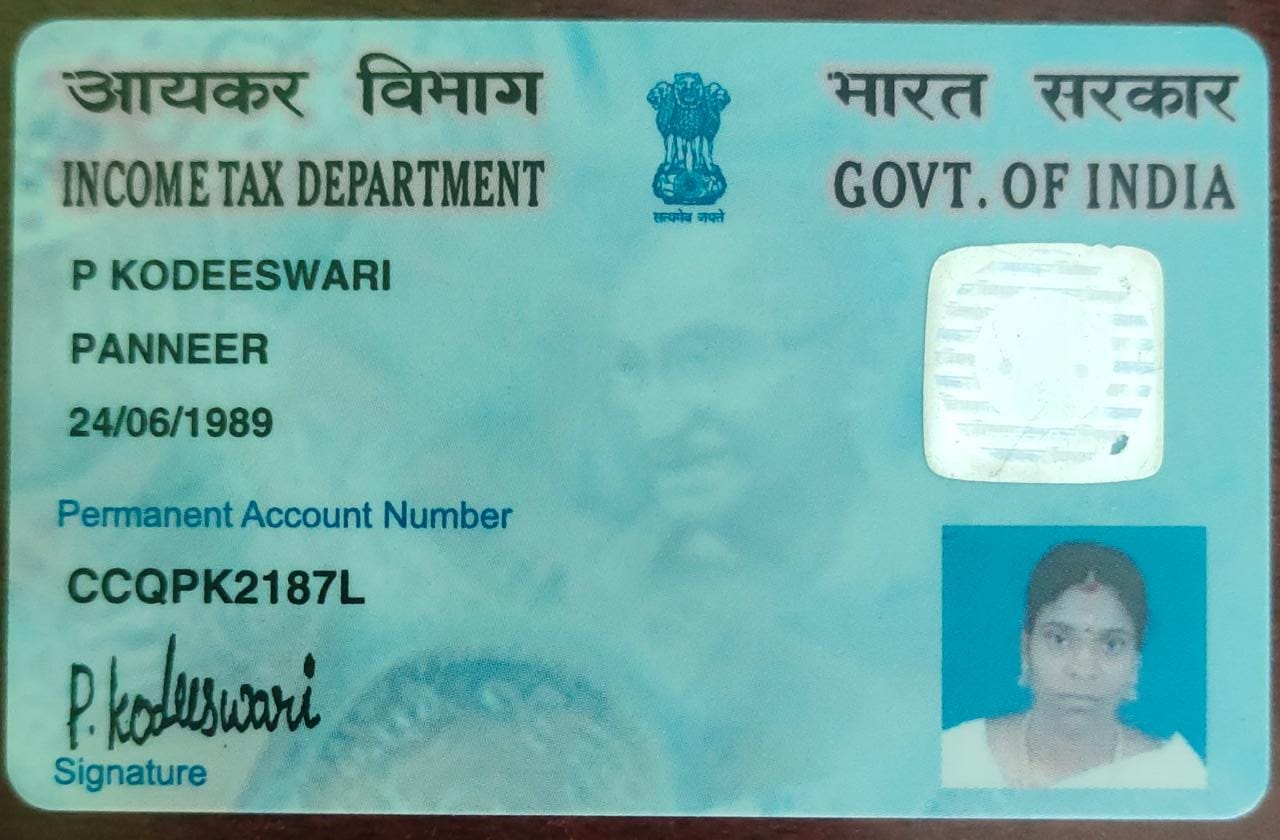 आयकर विभाग
INCOME TAX DEPARTMENT
सत्यमेव जयते
भारत सरकार
GOVT. OF INDIA
P KODEESWARI
PANNEER
24/06/1989
Permanent Account Number
CCQPK2187L
P. Kodeeswari
Signature